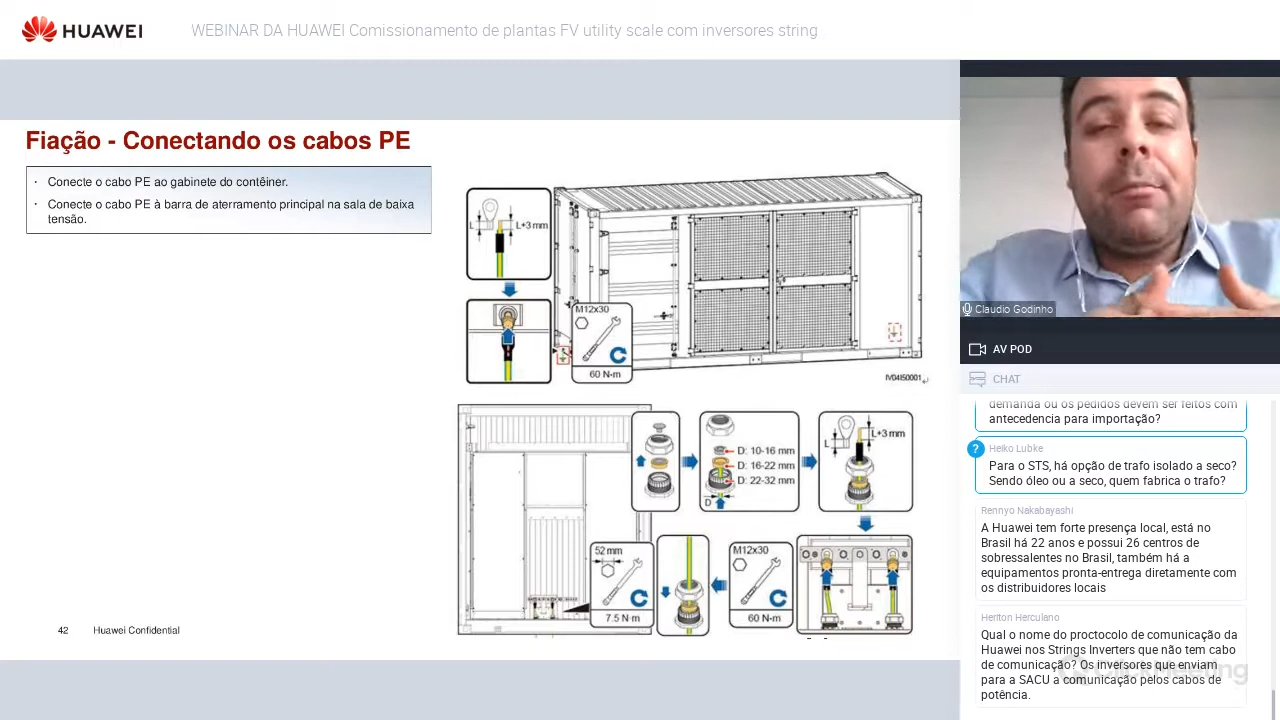 HUAWEI
WEBINAR DA HUAWEI Comissionamento de plantas FV utility scale com inversores string
Fiação - Conectando os cabos PE
· Conecte o cabo PE ao gabinete do contêiner.
· Conecte o cabo PE à barra de aterramento principal na sala de baixa
tensão.
L
L+3 mm
M12x30
60 N·m
IV04I50001
D: 10-16 mm
D: 16-22 mm
D: 22-32 mm
D
L
L+3 mm
52 mm
7.5 N·m
M12x30
60 N·m
42
Huawei Confidential
Claudio Godinho
AV POD
CHAT
demanda ou os pedidos devem ser feitos com
antecedencia para importação?
?
Heiko Lubke
Para o STS, há opção de trafo isolado a seco?
Sendo óleo ou a seco, quem fabrica o trafo?
Rennyo Nakabayashi
A Huawei tem forte presença local, está no
Brasil há 22 anos e possui 26 centros de
sobressalentes no Brasil, também há a
equipamentos pronta-entrega diretamente com
os distribuidores locais
Heriton Herculano
Qual o nome do proctocolo de comunicação da
Huawei nos Strings Inverters que não tem cabo
de comunicação? Os inversores que enviam
para a SACU a comunicação pelos cabos de
potência.
ClickMeeting